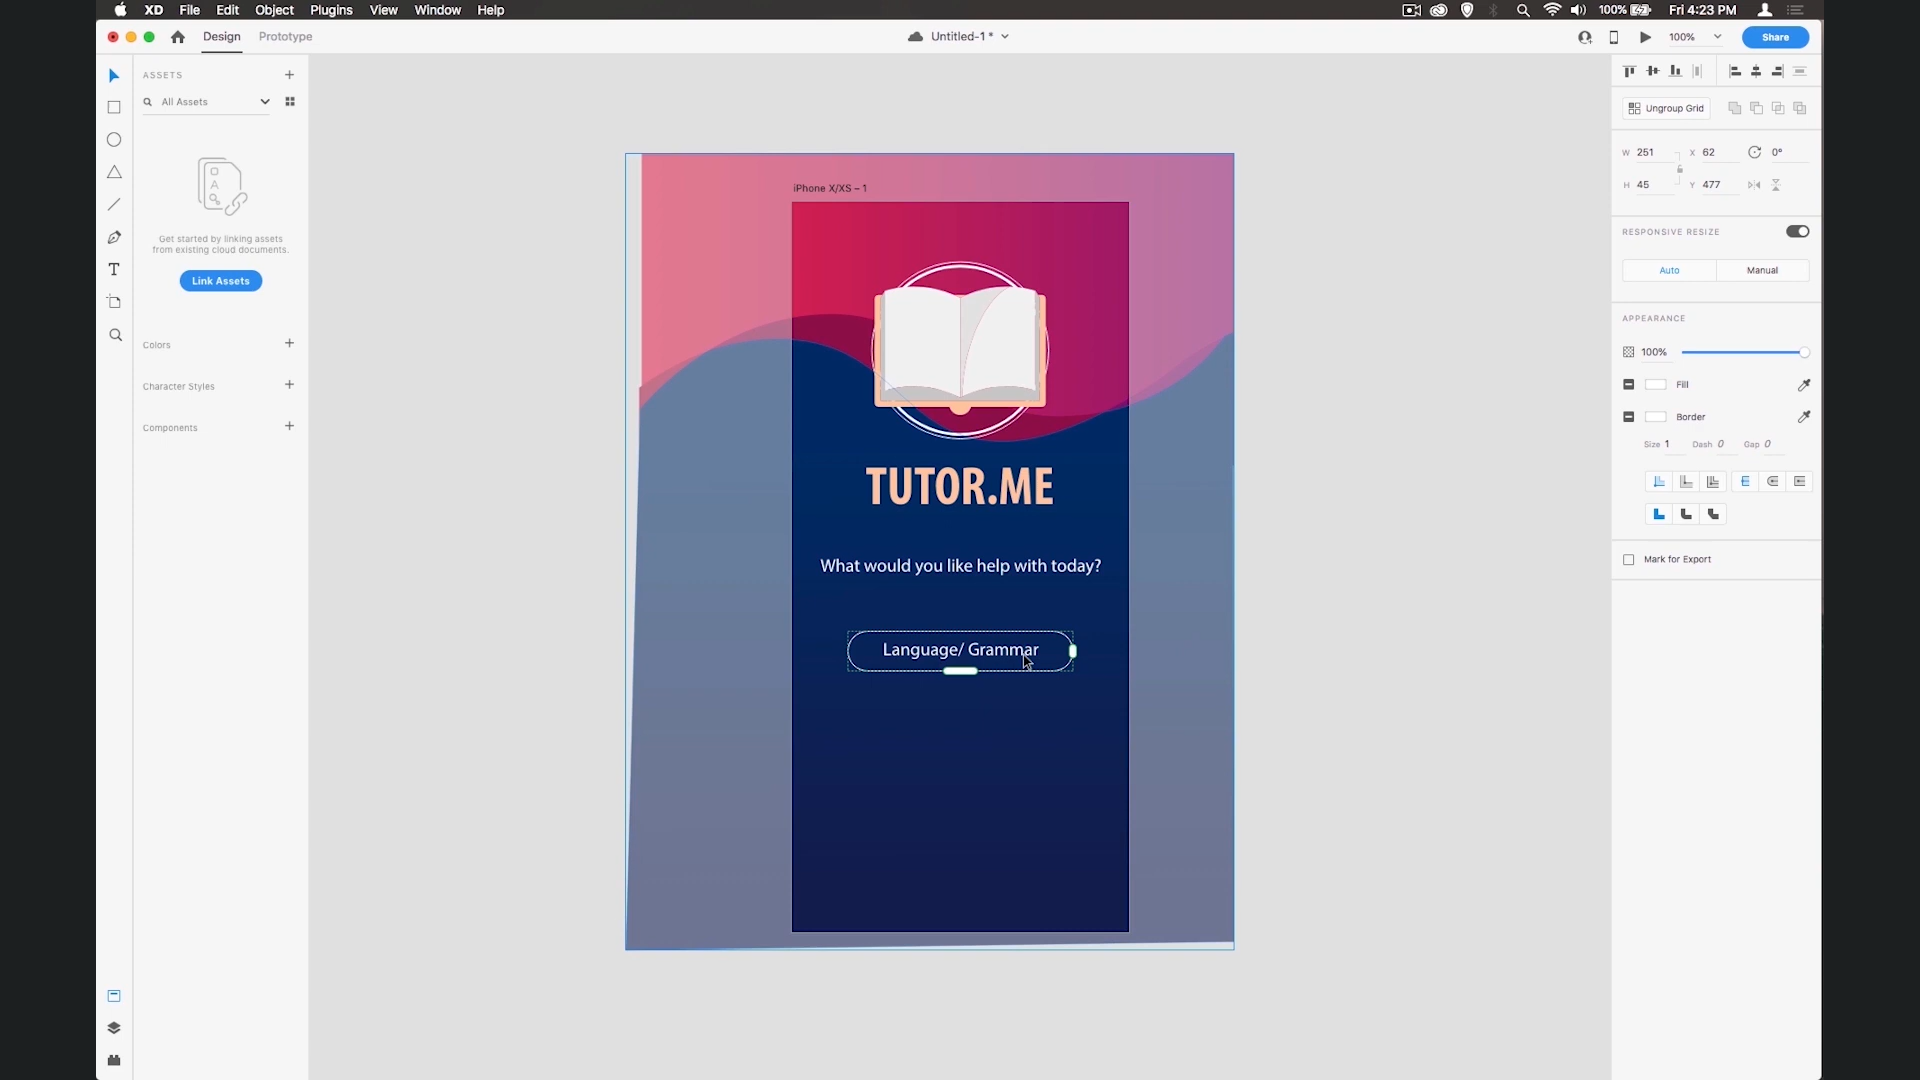 XD File Edit Object Plugins View Window Help 100% Fri 4:23 PM
Design Prototype Untitled-1* 100% Share
ASSETS
All Assets
Get started by linking assets
from existing cloud documents.
Link Assets
Colors
Character Styles
Components
iPhone X/XS – 1
TUTOR.ME
What would you like help with today?
Language/ Grammar
Ungroup Grid
W 251 X 62 0°
H 45 Y 477
RESPONSIVE RESIZE
Auto Manual
APPEARANCE
100%
Fill
Border
Size 1 Dash 0 Gap 0
Mark for Export